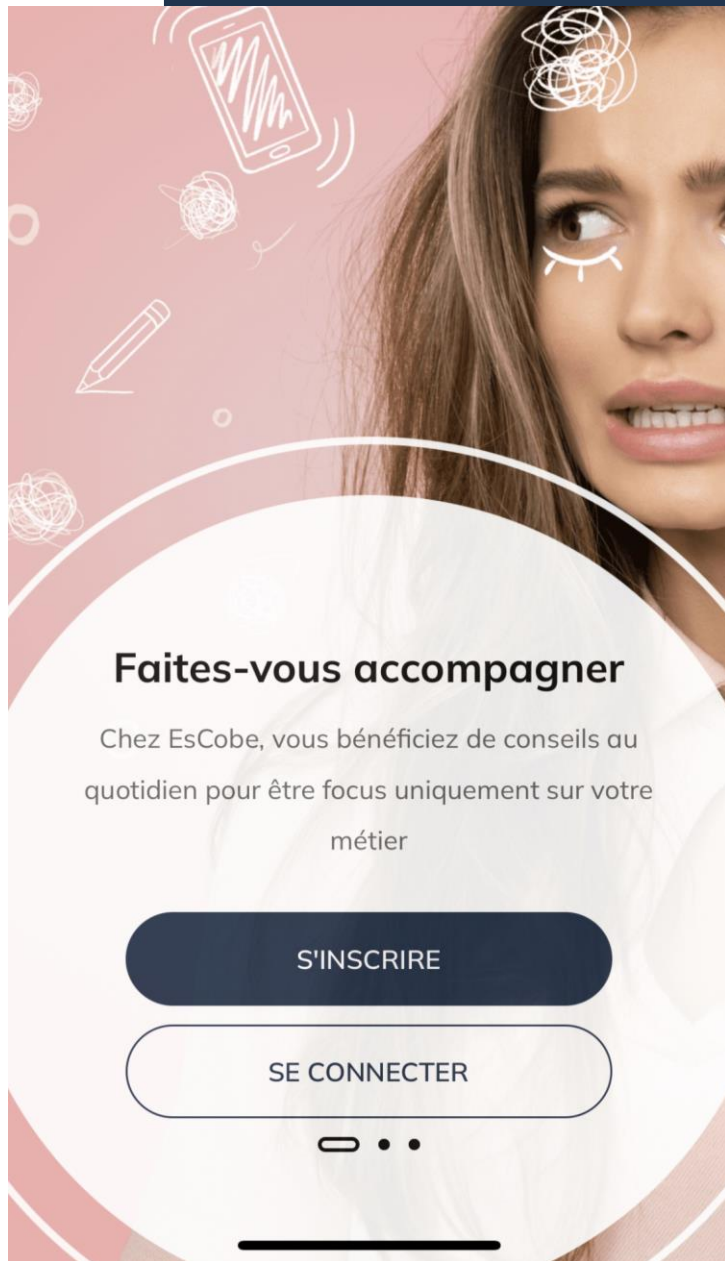 Faites-vous accompagner
Chez EsCobe, vous bénéficiez de conseils au
quotidien pour être focus uniquement sur votre
métier
S'INSCRIRE
SE CONNECTER